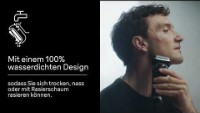 Mit einem 100%
wasserdichten Design
sodass Sie sich trocken, nass
oder mit Rasierschaum
rasieren können.